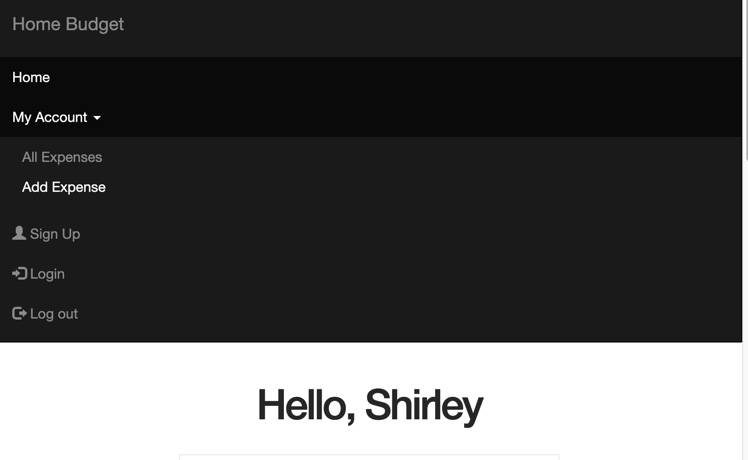 Home Budget
Home
My Account
All Expenses
Add Expense
Sign Up
Login
Log out
Hello, Shirley